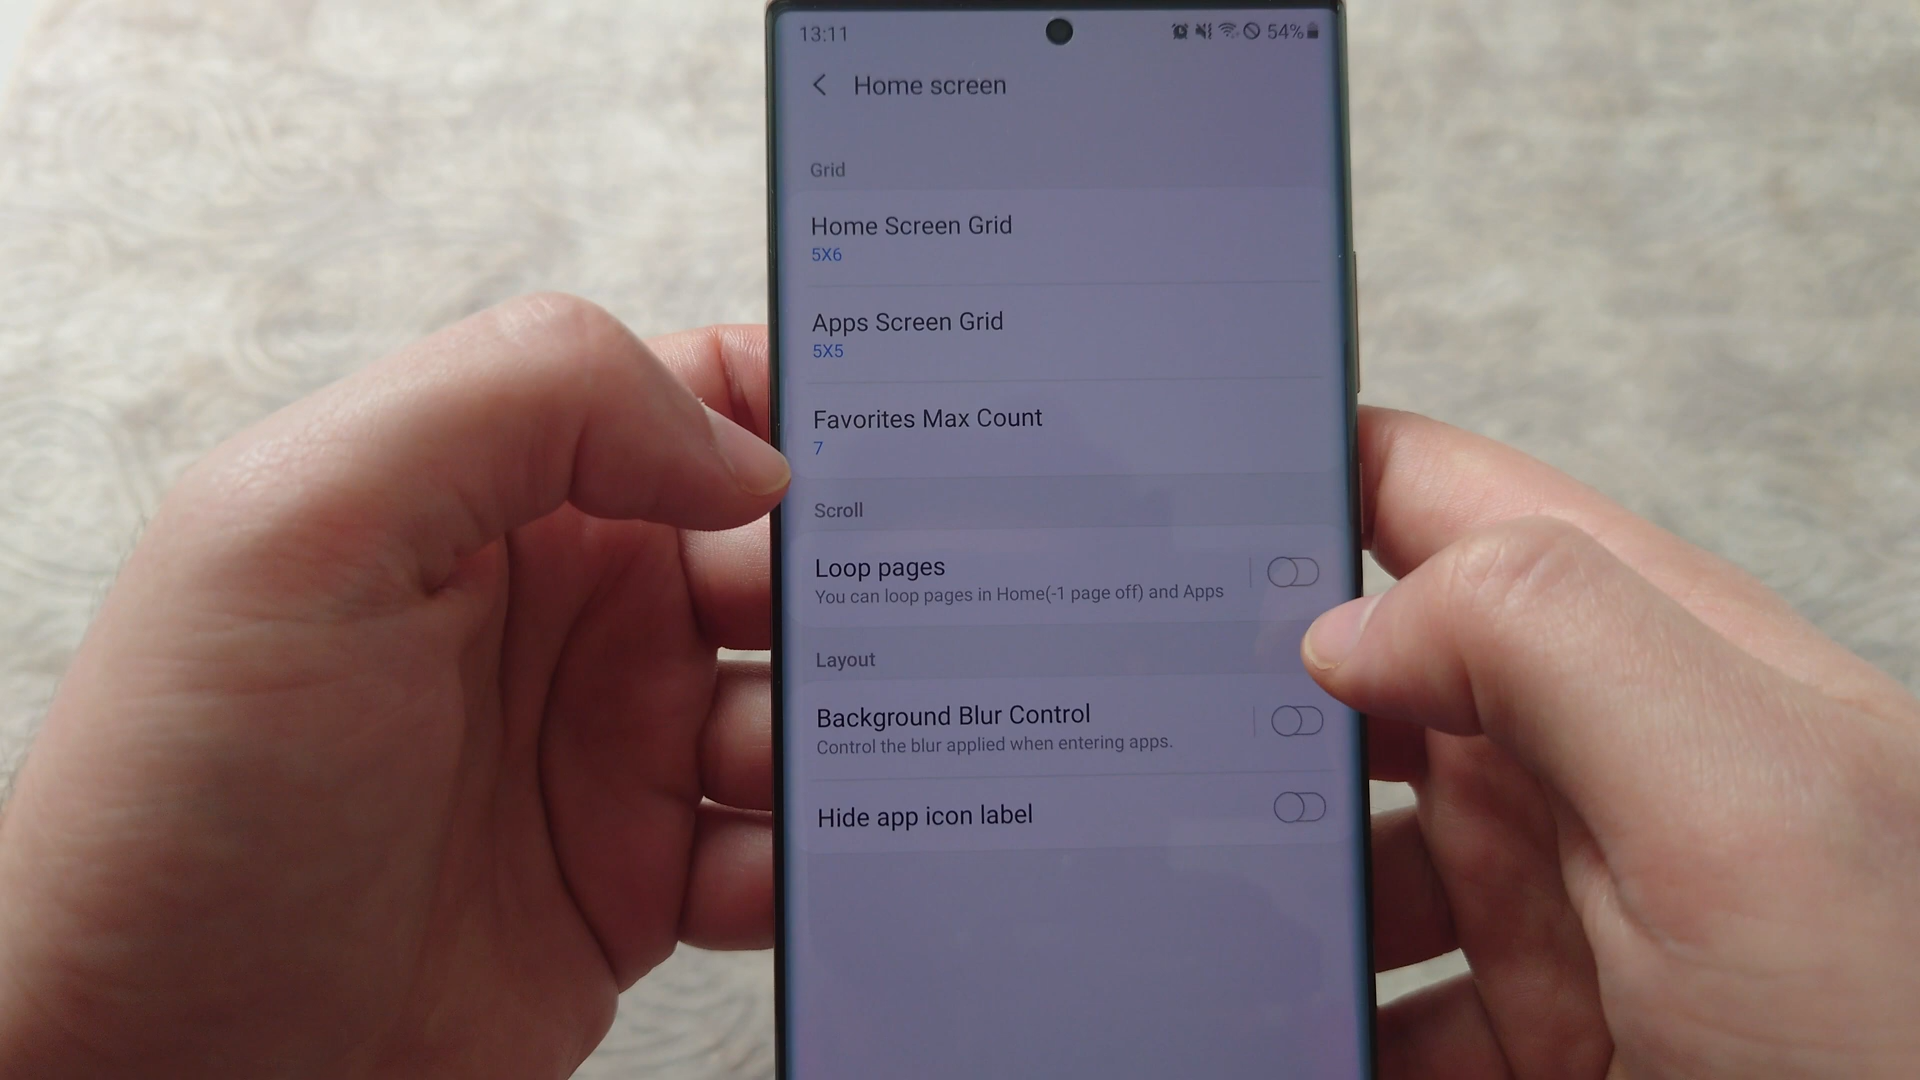 13:11 54%
Home screen
Grid
Home Screen Grid
5X6
Apps Screen Grid
5X5
Favorites Max Count
7
Scroll
Loop pages
You can loop pages in Home(-1 page off) and Apps
Layout
Background Blur Control
Control the blur applied when entering apps.
Hide app icon label